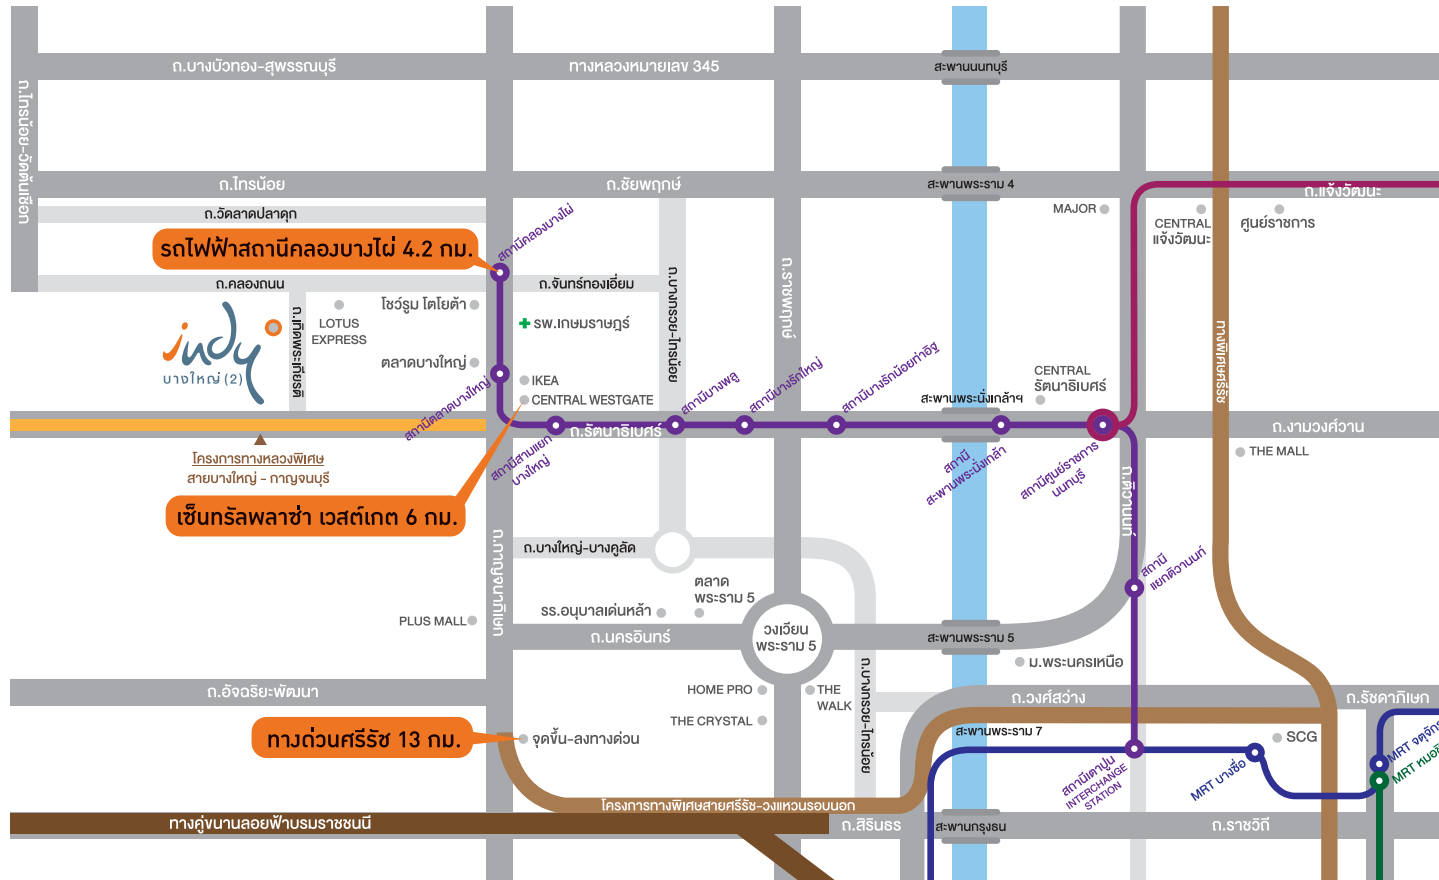 ถ.บางบัวทอง-สุพรรณบุรี
ทางหลวงหมายเลข 345
สะพานนนทบุรี
ถ.ไทรน้อย-วัดต้นเชือก
ถ.ไทรน้อย
ถ.ชัยพฤกษ์
สะพานพระราม 4
ถ.แจ้งวัฒนะ
ถ.วัดลาดปลาดุก
MAJOR
CENTRAL
แจ้งวัฒนะ
ศูนย์ราชการ
รถไฟฟ้าสถานีคลองบางไผ่ 4.2 กม.
สถานีคลองบางไผ่
ถ.คลองถนน
ถ.จันทร์ทองเอี่ยม
ถ.บางกรวย-ไทรน้อย
ถ.ราชพฤกษ์
ทางพิเศษศรีรัช
indy
บางใหญ่ (2)
ถ.เทิดพระเกียรติ
LOTUS
EXPRESS
โชว์รูม โตโยต้า
รพ.เกษมราษฎร์
ตลาดบางใหญ่
IKEA
CENTRAL WESTGATE
สถานีตลาดบางใหญ่
สถานีสามแยก
บางใหญ่
ถ.รัตนาธิเบศร์
สถานีบางพลู
สถานีบางรักใหญ่
สถานีบางรักน้อยท่าอิฐ
สะพานพระนั่งเกล้าฯ
CENTRAL
รัตนาธิเบศร์
สถานี
สะพานพระนั่งเกล้า
สถานีศูนย์ราชการ
นนทบุรี
ถ.งามวงศ์วาน
THE MALL
โครงการทางหลวงพิเศษ
สายบางใหญ่ - กาญจนบุรี
เซ็นทรัลพลาซ่า เวสต์เกต 6 กม.
ถ.กาญจนาภิเษก
ถ.ติวานนท์
ถ.บางใหญ่-บางคูลัด
สถานี
แยกติวานนท์
ตลาด
พระราม 5
รร.อนุบาลเด่นหล้า
PLUS MALL
ถ.นครอินทร์
วงเวียน
พระราม 5
สะพานพระราม 5
ม.พระนครเหนือ
ถ.อัจฉริยะพัฒนา
HOME PRO
THE
WALK
THE CRYSTAL
ถ.บางกรวย-ไทรน้อย
ถ.วงศ์สว่าง
ถ.รัชดาภิเษก
ทางด่วนศรีรัช 13 กม.
จุดขึ้น-ลงทางด่วน
สะพานพระราม 7
SCG
สถานีเตาปูน
INTERCHANGE
STATION
MRT บางซื่อ
MRT จตุจักร
MRT หมอชิ
โครงการทางพิเศษสายศรีรัช-วงแหวนรอบนอก
ทางคู่ขนานลอยฟ้าบรมราชชนนี
ถ.สิรินธร
สะพานกรุงธน
ถ.ราชวิถี